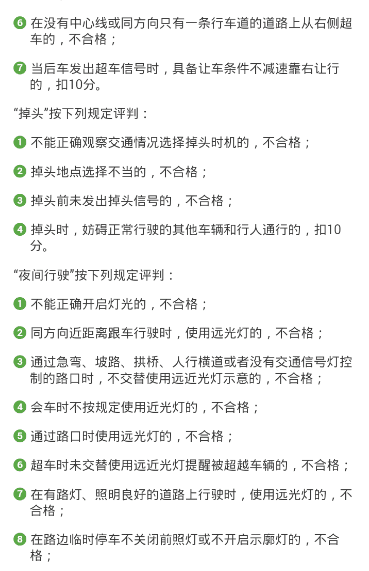 6 在没有中心线或同方向只有一条行车道的道路上从右侧超
车的，不合格；
7 当后车发出超车信号时，具备让车条件不减速靠右让行
的，扣10分。
“掉头”按下列规定评判：
1 不能正确观察交通情况选择掉头时机的，不合格；
2 掉头地点选择不当的，不合格；
3 掉头前未发出掉头信号的，不合格；
4 掉头时，妨碍正常行驶的其他车辆和行人通行的，扣10
分。
“夜间行驶”按下列规定评判：
1 不能正确开启灯光的，不合格；
2 同方向近距离跟车行驶时，使用远光灯的，不合格；
3 通过急弯、坡路、拱桥、人行横道或者没有交通信号灯控
制的路口时，不交替使用远近光灯示意的，不合格；
4 会车时不按规定使用近光灯的，不合格；
5 通过路口时使用远光灯的，不合格；
6 超车时未交替使用远近光灯提醒被超越车辆的，不合格；
7 在有路灯、照明良好的道路上行驶时，使用远光灯的，不
合格；
8 在路边临时停车不关闭前照灯或不开启示廓灯的，不合
格；